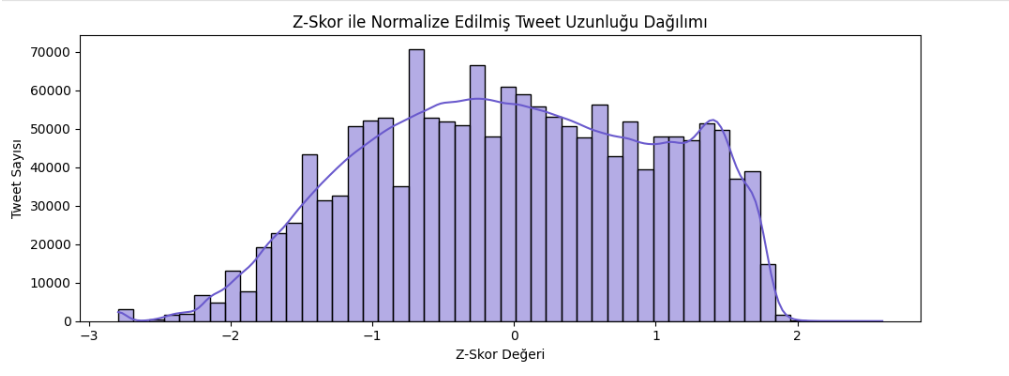 Z-Skor ile Normalize Edilmiş Tweet Uzunluğu Dağılımı
70000
60000
50000
40000
30000
20000
10000
0
Tweet Sayısı
−3 −2 −1 0 1 2
Z-Skor Değeri